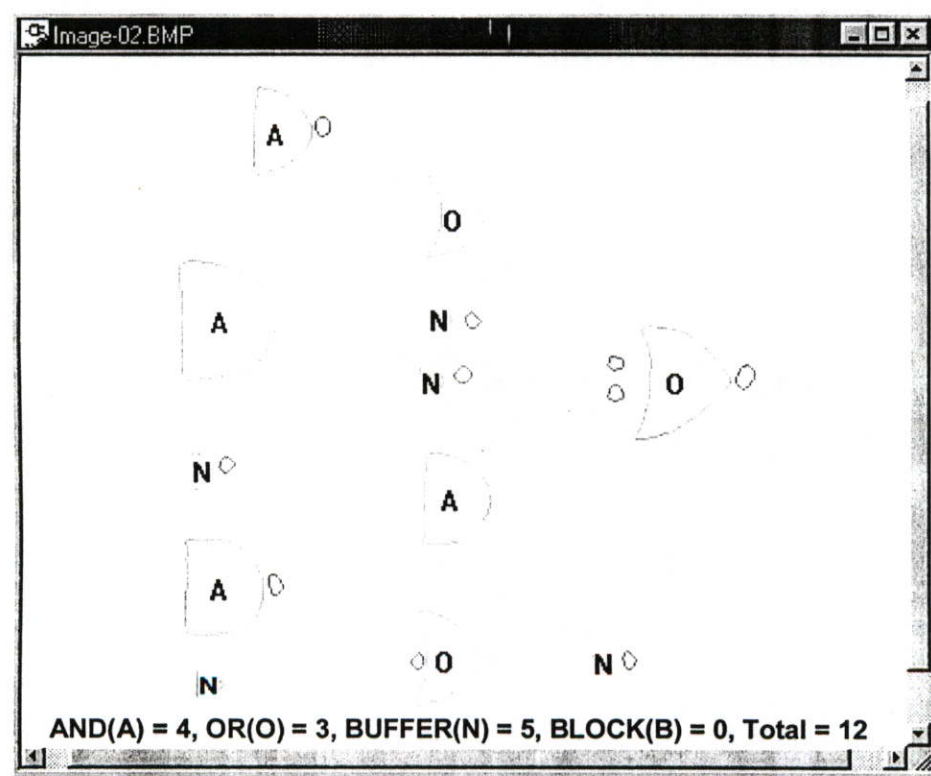 Image-02.BMP
A
O
A
N
N
O
N
A
A
O
N
N
AND(A) = 4, OR(O) = 3, BUFFER(N) = 5, BLOCK(B) = 0, Total = 12